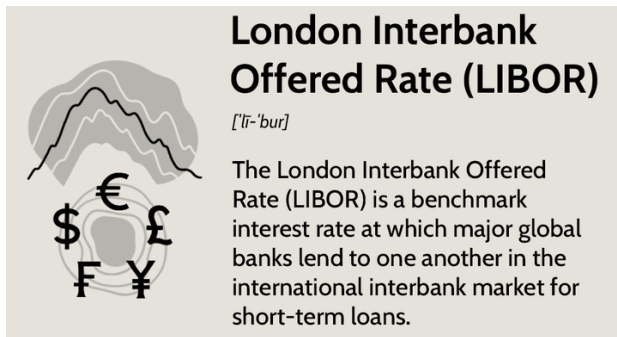 London Interbank
Offered Rate (LIBOR)
[ˈlī-ˈbur]
The London Interbank Offered
Rate (LIBOR) is a benchmark
interest rate at which major global
banks lend to one another in the
international interbank market for
short-term loans.
€
$ £
₣ ¥